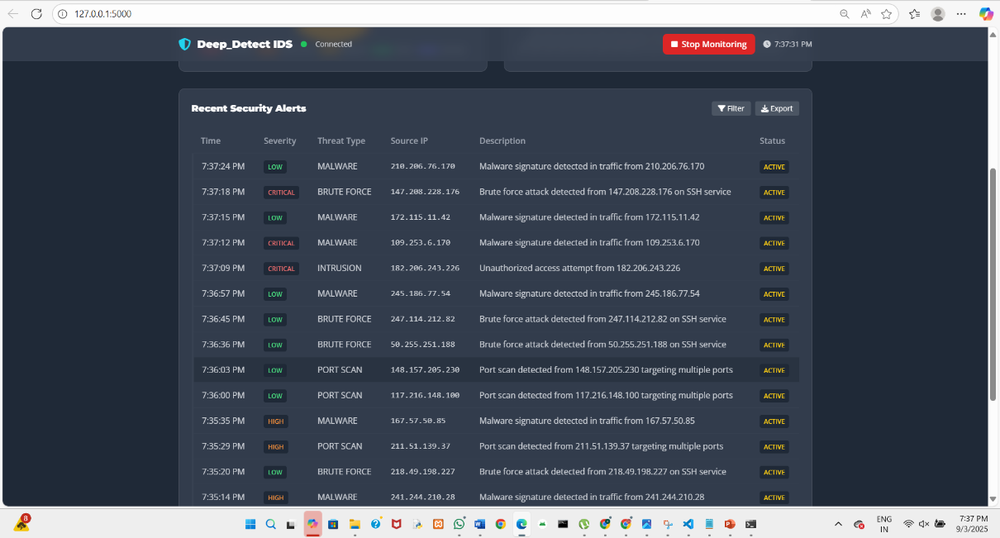 127.0.0.1:5000
Deep_Detect IDS Connected Stop Monitoring 7:37:31 PM
Recent Security Alerts Filter Export
Time Severity Threat Type Source IP Description Status
7:37:24 PM LOW MALWARE 210.206.76.170 Malware signature detected in traffic from 210.206.76.170 ACTIVE
7:37:18 PM CRITICAL BRUTE FORCE 147.208.228.176 Brute force attack detected from 147.208.228.176 on SSH service ACTIVE
7:37:15 PM LOW MALWARE 172.115.11.42 Malware signature detected in traffic from 172.115.11.42 ACTIVE
7:37:12 PM CRITICAL MALWARE 109.253.6.170 Malware signature detected in traffic from 109.253.6.170 ACTIVE
7:37:09 PM CRITICAL INTRUSION 182.206.243.226 Unauthorized access attempt from 182.206.243.226 ACTIVE
7:36:57 PM LOW MALWARE 245.186.77.54 Malware signature detected in traffic from 245.186.77.54 ACTIVE
7:36:45 PM LOW BRUTE FORCE 247.114.212.82 Brute force attack detected from 247.114.212.82 on SSH service ACTIVE
7:36:36 PM LOW BRUTE FORCE 50.255.251.188 Brute force attack detected from 50.255.251.188 on SSH service ACTIVE
7:36:03 PM LOW PORT SCAN 148.157.205.230 Port scan detected from 148.157.205.230 targeting multiple ports ACTIVE
7:36:00 PM LOW PORT SCAN 117.216.148.100 Port scan detected from 117.216.148.100 targeting multiple ports ACTIVE
7:35:35 PM HIGH MALWARE 167.57.50.85 Malware signature detected in traffic from 167.57.50.85 ACTIVE
7:35:29 PM HIGH PORT SCAN 211.51.139.37 Port scan detected from 211.51.139.37 targeting multiple ports ACTIVE
7:35:20 PM LOW BRUTE FORCE 218.49.198.227 Brute force attack detected from 218.49.198.227 on SSH service ACTIVE
7:35:14 PM HIGH MALWARE 241.244.210.28 Malware signature detected in traffic from 241.244.210.28 ACTIVE
8
ENG 7:37 PM
IN 9/3/2025